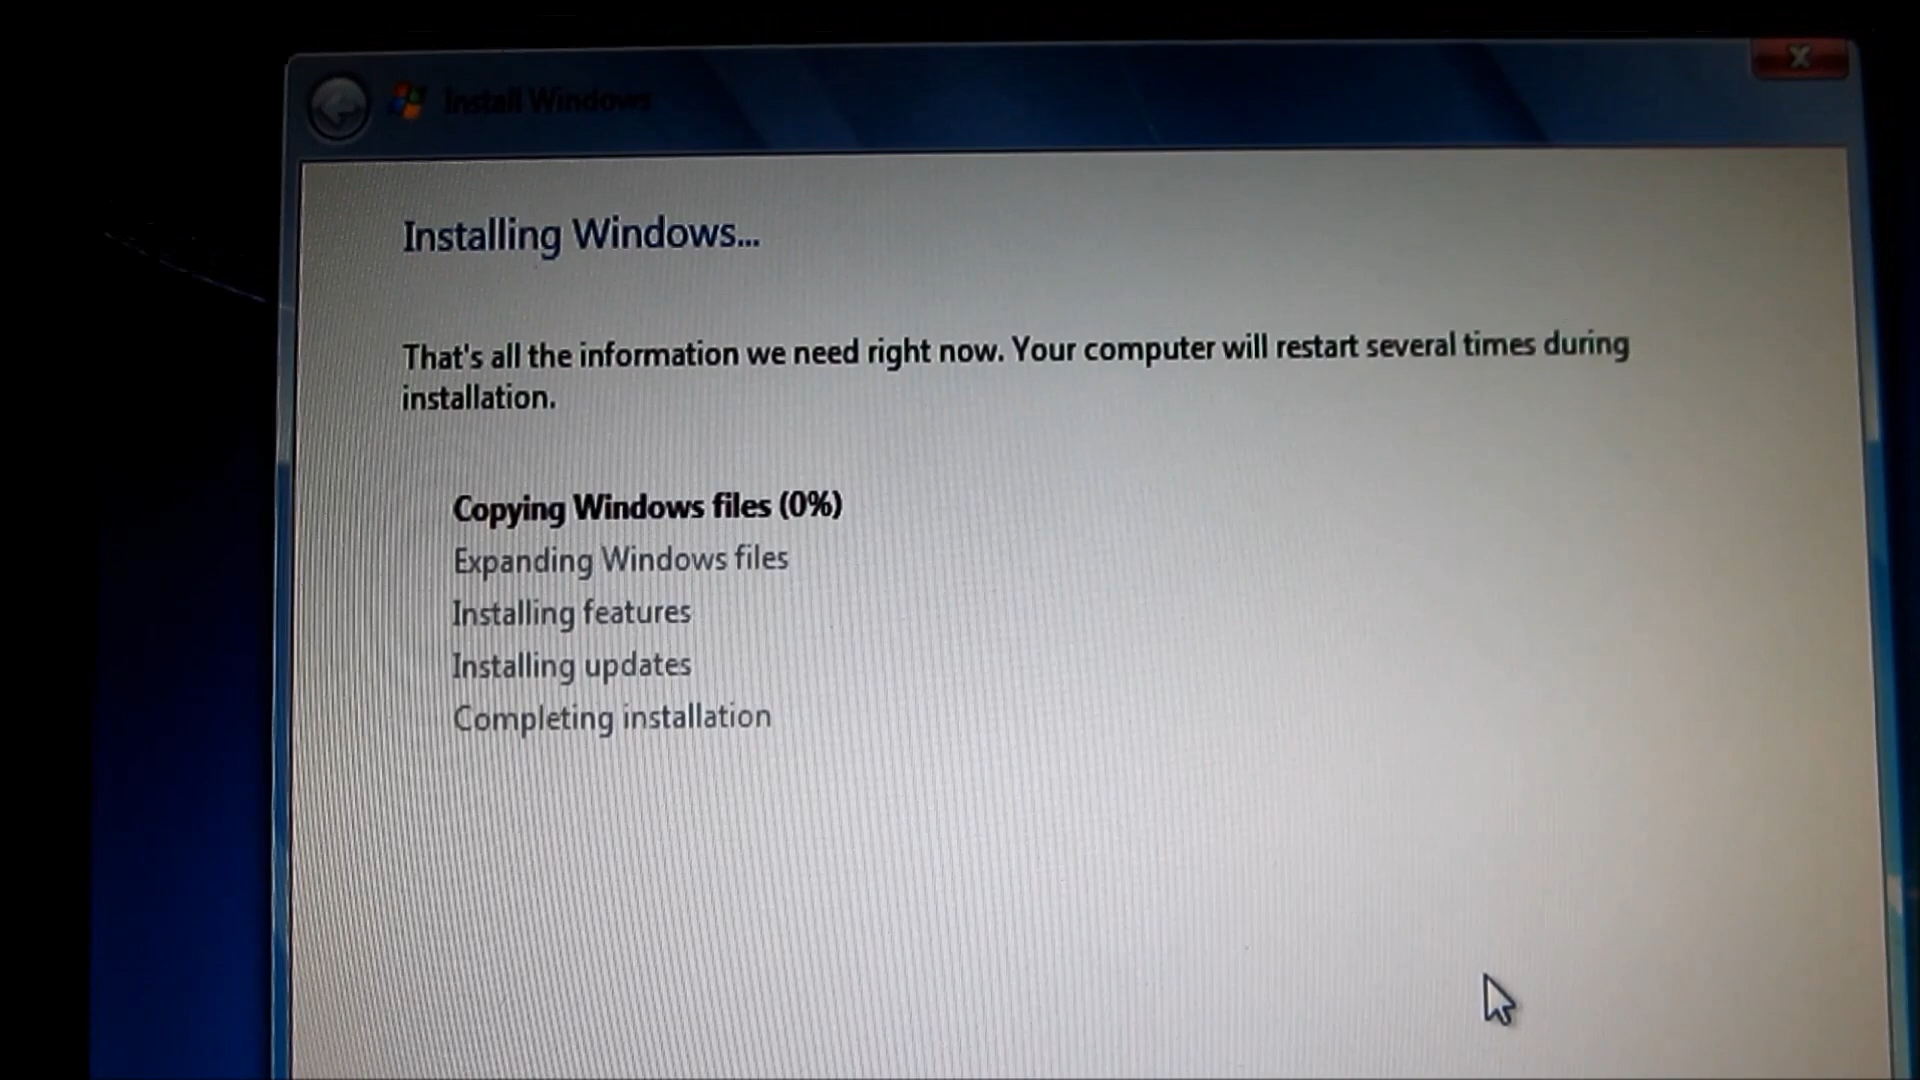 Install Windows
Installing Windows...
That's all the information we need right now. Your computer will restart several times during
installation.
Copying Windows files (0%)
Expanding Windows files
Installing features
Installing updates
Completing installation